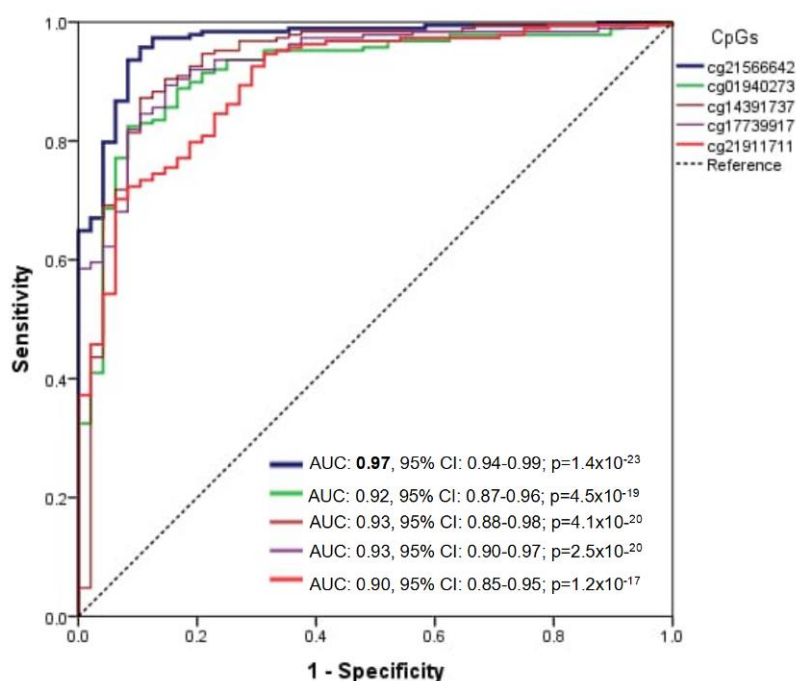 CpGs
cg21566642
cg01940273
cg14391737
cg17739917
cg21911711
Reference
1.0
0.8
0.6
0.4
0.2
0.0
Sensitivity
AUC: 0.97, 95% CI: 0.94-0.99; p=1.4x10-23
AUC: 0.92, 95% CI: 0.87-0.96; p=4.5x10-19
AUC: 0.93, 95% CI: 0.88-0.98; p=4.1x10-20
AUC: 0.93, 95% CI: 0.90-0.97; p=2.5x10-20
AUC: 0.90, 95% CI: 0.85-0.95; p=1.2x10-17
0.0 0.2 0.4 0.6 0.8 1.0
1 - Specificity